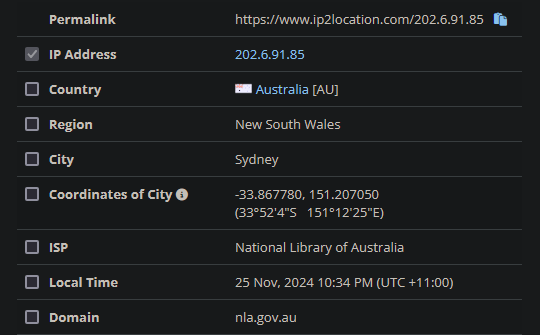 Permalink https://www.ip2location.com/202.6.91.85
IP Address 202.6.91.85
Country Australia [AU]
Region New South Wales
City Sydney
Coordinates of City -33.867780, 151.207050
(33°52'4"S 151°12'25"E)
ISP National Library of Australia
Local Time 25 Nov, 2024 10:34 PM (UTC +11:00)
Domain nla.gov.au